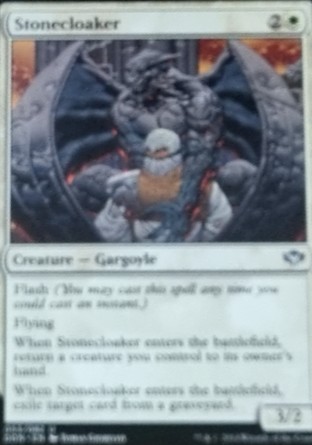 Stonecloaker 2
Creature — Gargoyle
Flash (You may cast this spell any time you
could cast an instant.)
Flying
When Stonecloaker enters the battlefield,
return a creature you control to its owner's
hand.
When Stonecloaker enters the battlefield,
exile target card from a graveyard.
3/2